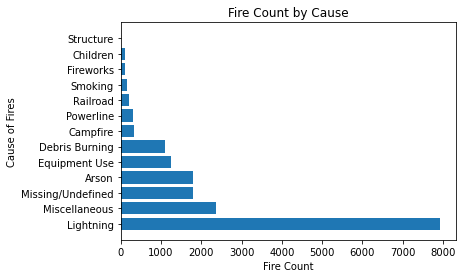 Fire Count by Cause
Cause of Fires
Structure
Children
Fireworks
Smoking
Railroad
Powerline
Campfire
Debris Burning
Equipment Use
Arson
Missing/Undefined
Miscellaneous
Lightning
0 1000 2000 3000 4000 5000 6000 7000 8000
Fire Count